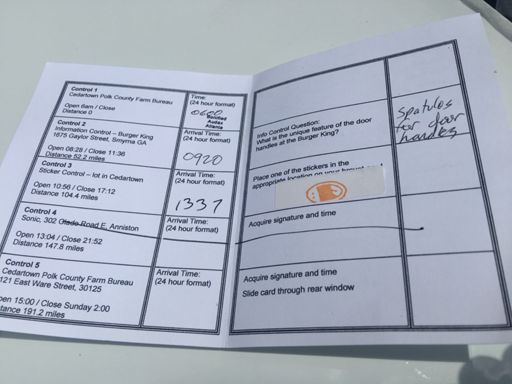 Control 1
Cedartown Polk County Farm Bureau
Open 6am / Close
Distance 0
Time:
(24 hour format)
0600
Audax
Atlanta
Control 2
Information Control – Burger King
1675 Gaylor Street, Smyrna GA
Open 08:28 / Close 11:36
Distance 52.2 miles
Arrival Time:
(24 hour format)
0920
Control 3
Sticker Control – lot in Cedartown
Open 10:56 / Close 17:12
Distance 104.4 miles
Arrival Time:
(24 hour format)
1337
Control 4
Sonic, 302 Road E, Anniston
Open 13:04 / Close 21:52
Distance 147.8 miles
Arrival Time:
(24 hour format)
Control 5
Cedartown Polk County Farm Bureau
121 East Ware Street, 30125
Open 15:00 / Close Sunday 2:00
Distance 191.2 miles
Arrival Time:
(24 hour format)
Info Control Question:
What is the unique feature of the door
handles at the Burger King?
Spatulas
for door
handles
Place one of the stickers in the
appropriate location on your
Acquire signature and time
Acquire signature and time
Slide card through rear window